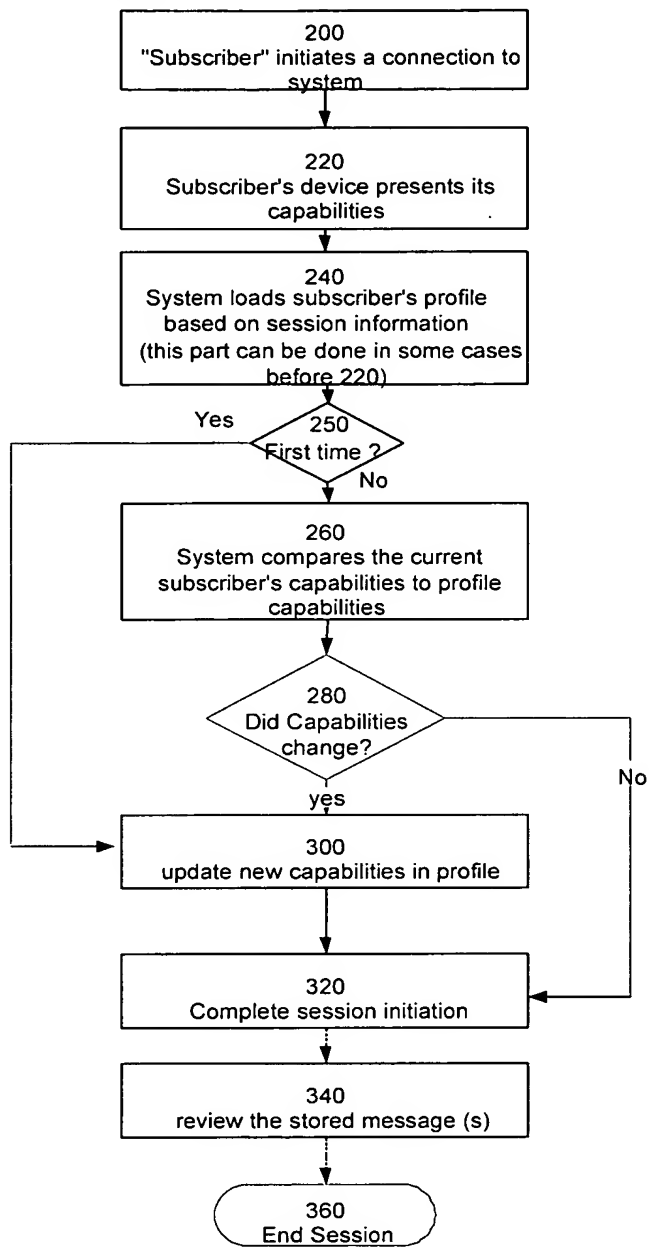 200
"Subscriber" initiates a connection to
system
220
Subscriber's device presents its
capabilities
240
System loads subscriber's profile
based on session information
(this part can be done in some cases
before 220)
Yes
250
First time ?
No
260
System compares the current
subscriber's capabilities to profile
capabilities
280
Did Capabilities
change?
No
yes
300
update new capabilities in profile
320
Complete session initiation
340
review the stored message (s)
360
End Session